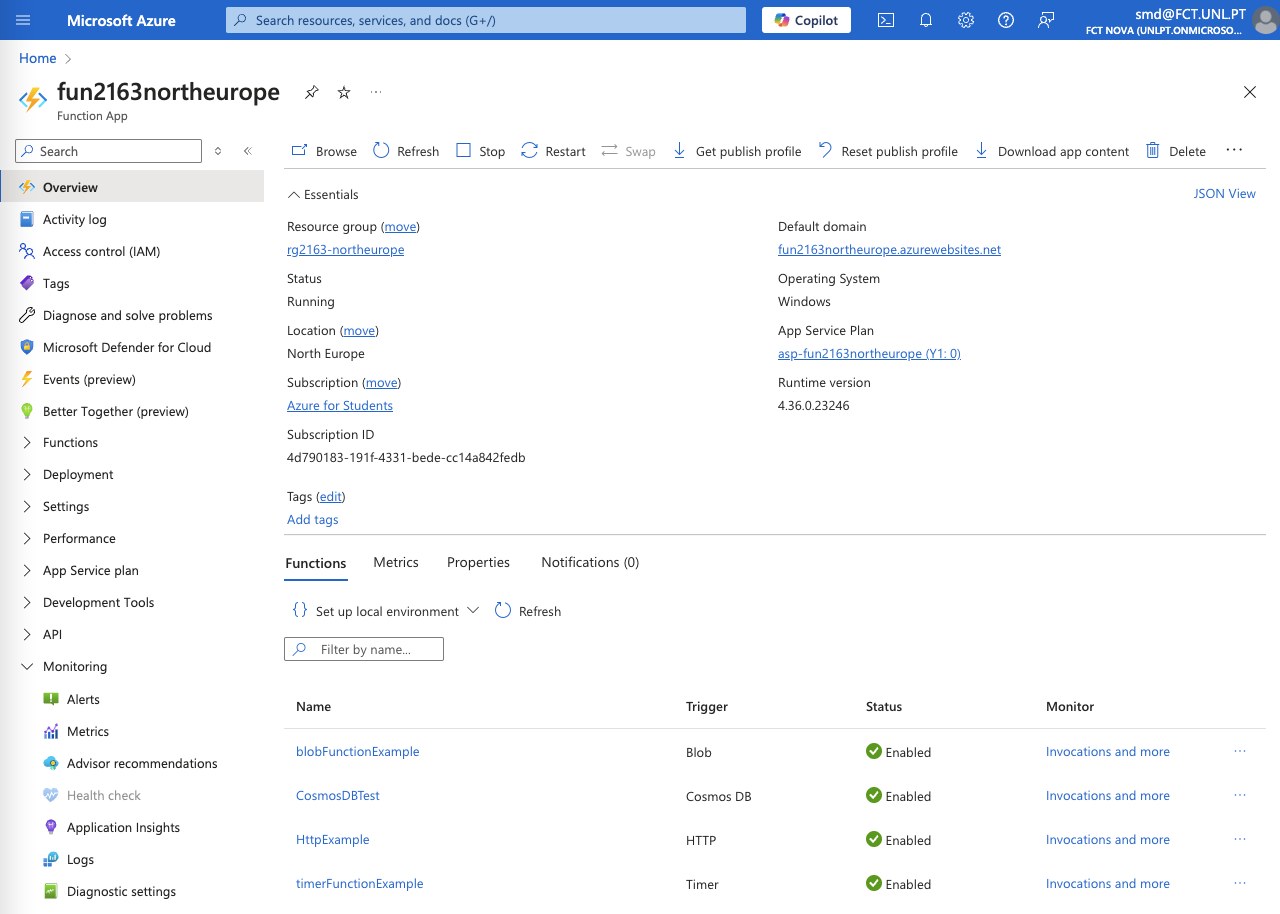 Microsoft Azure
Search resources, services, and docs (G+/)
Copilot
smd@FCT.UNL.PT
FCT NOVA (UNLPT.ONMICROSO...
Home
fun2163northeurope
Function App
Search
Browse
Refresh
Stop
Restart
Swap
Get publish profile
Reset publish profile
Download app content
Delete
Overview
Activity log
Access control (IAM)
Tags
Diagnose and solve problems
Microsoft Defender for Cloud
Events (preview)
Better Together (preview)
Functions
Deployment
Settings
Performance
App Service plan
Development Tools
API
Monitoring
Alerts
Metrics
Advisor recommendations
Health check
Application Insights
Logs
Diagnostic settings
Essentials
JSON View
Resource group (move)
rg2163-northeurope
Status
Running
Location (move)
North Europe
Subscription (move)
Azure for Students
Subscription ID
4d790183-191f-4331-bede-cc14a842fedb
Default domain
fun2163northeurope.azurewebsites.net
Operating System
Windows
App Service Plan
asp-fun2163northeurope (Y1: 0)
Runtime version
4.36.0.23246
Tags (edit)
Add tags
Functions
Metrics
Properties
Notifications (0)
Set up local environment
Refresh
Filter by name...
Name Trigger Status Monitor
blobFunctionExample Blob Enabled Invocations and more
CosmosDBTest Cosmos DB Enabled Invocations and more
HttpExample HTTP Enabled Invocations and more
timerFunctionExample Timer Enabled Invocations and more